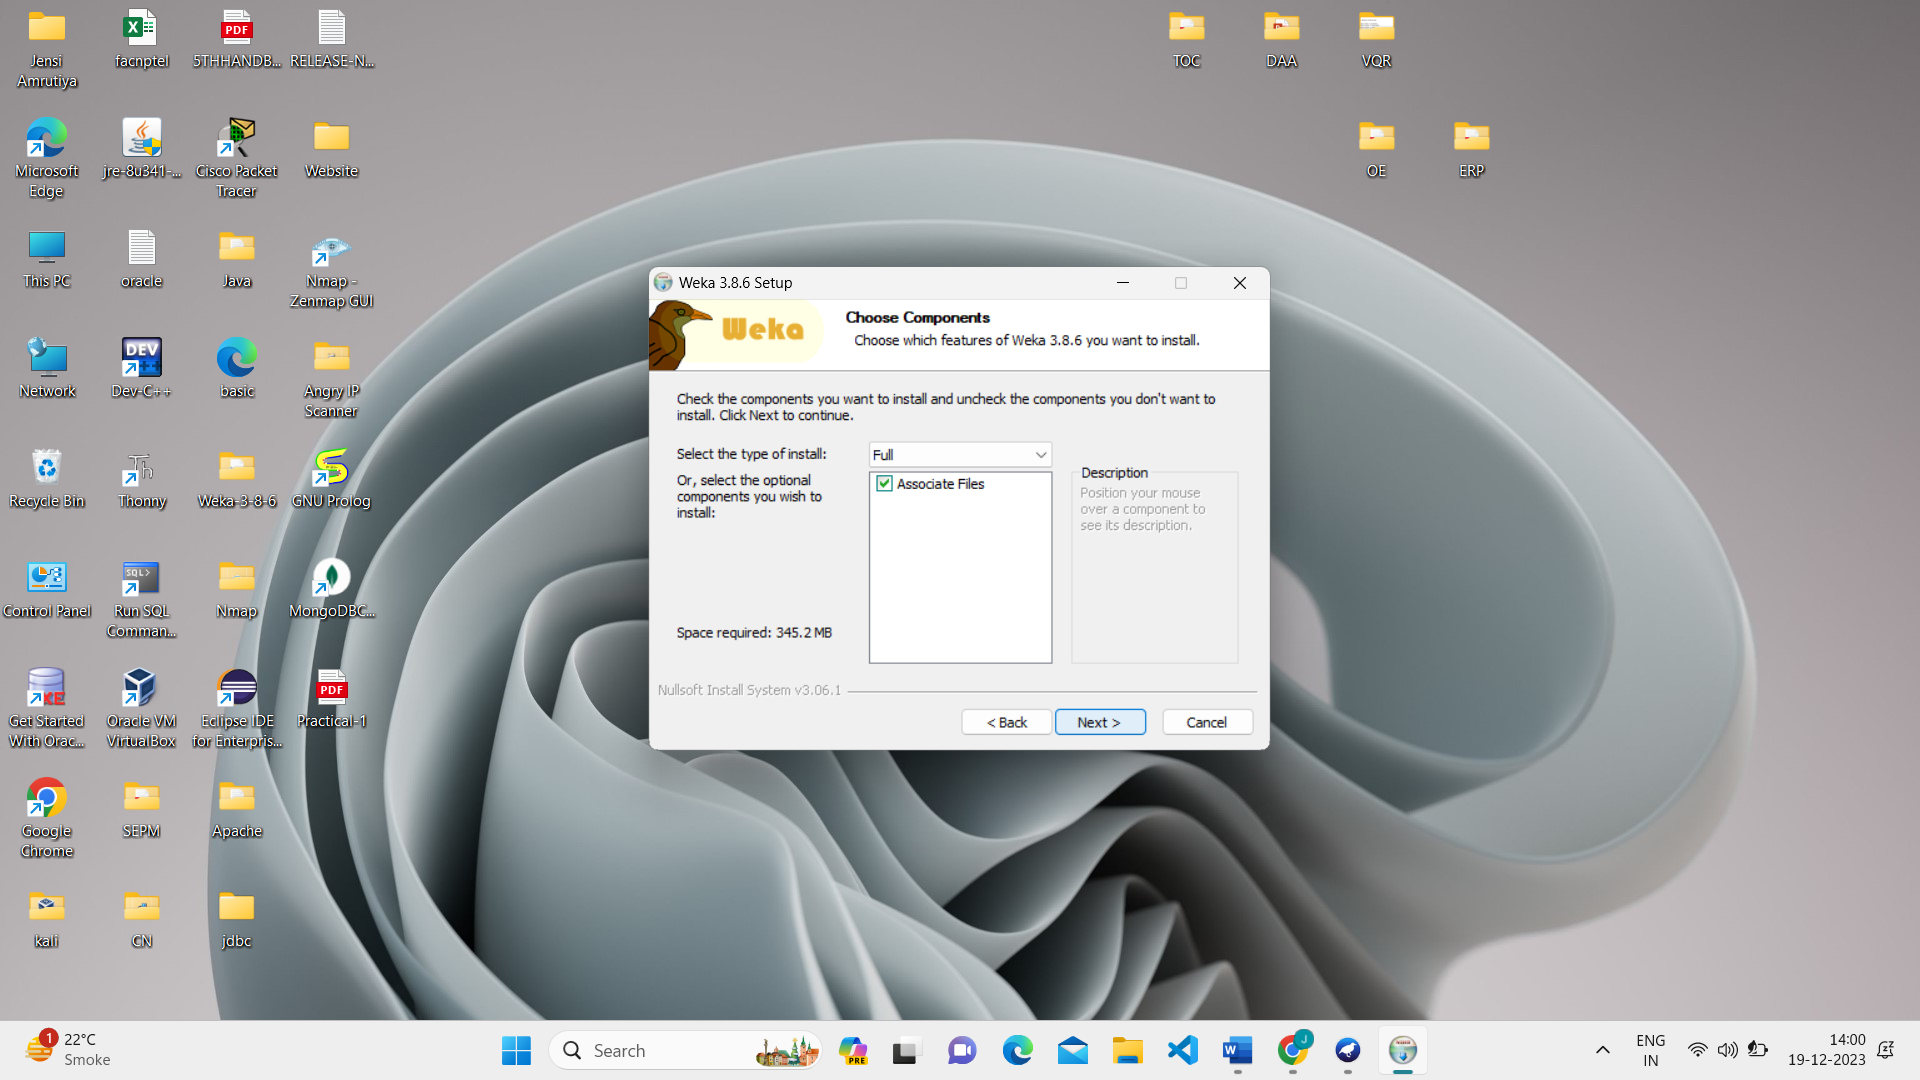 Jensi
Amrutiya
facnptel
5THHANDB...
RELEASE-N...
TOC
DAA
VQR
Microsoft
Edge
jre-8u341-...
Cisco Packet
Tracer
Website
OE
ERP
This PC
oracle
Java
Nmap -
Zenmap GUI
Network
Dev-C++
basic
Angry IP
Scanner
Recycle Bin
Thonny
Weka-3-8-6
GNU Prolog
Control Panel
Run SQL
Comman...
Nmap
MongoDBC...
Get Started
With Orac...
Oracle VM
VirtualBox
Eclipse IDE
for Enterpris...
Practical-1
Google
Chrome
SEPM
Apache
kali
CN
jdbc
PDF
DEV
Th
SQL>
XE
PDF
Weka 3.8.6 Setup
Weka
Choose Components
Choose which features of Weka 3.8.6 you want to install.
Check the components you want to install and uncheck the components you don't want to
install. Click Next to continue.
Select the type of install:
Full
Or, select the optional
components you wish to
install:
Associate Files
Description
Position your mouse
over a component to
see its description.
Space required: 345.2 MB
Nullsoft Install System v3.06.1
< Back
Next >
Cancel
1
22°C
Smoke
Search
PRE
W
J
ENG
IN
14:00
19-12-2023